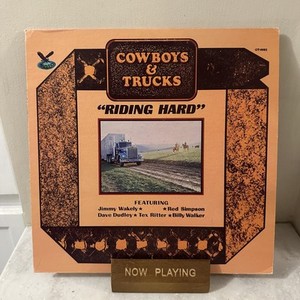 COWBOYS
&
TRUCKS
"RIDING HARD"
FEATURING
Jimmy Wakely ★ ★ Red Simpson
Dave Dudley ★ Tex Ritter ★ Billy Walker
NOW PLAYING